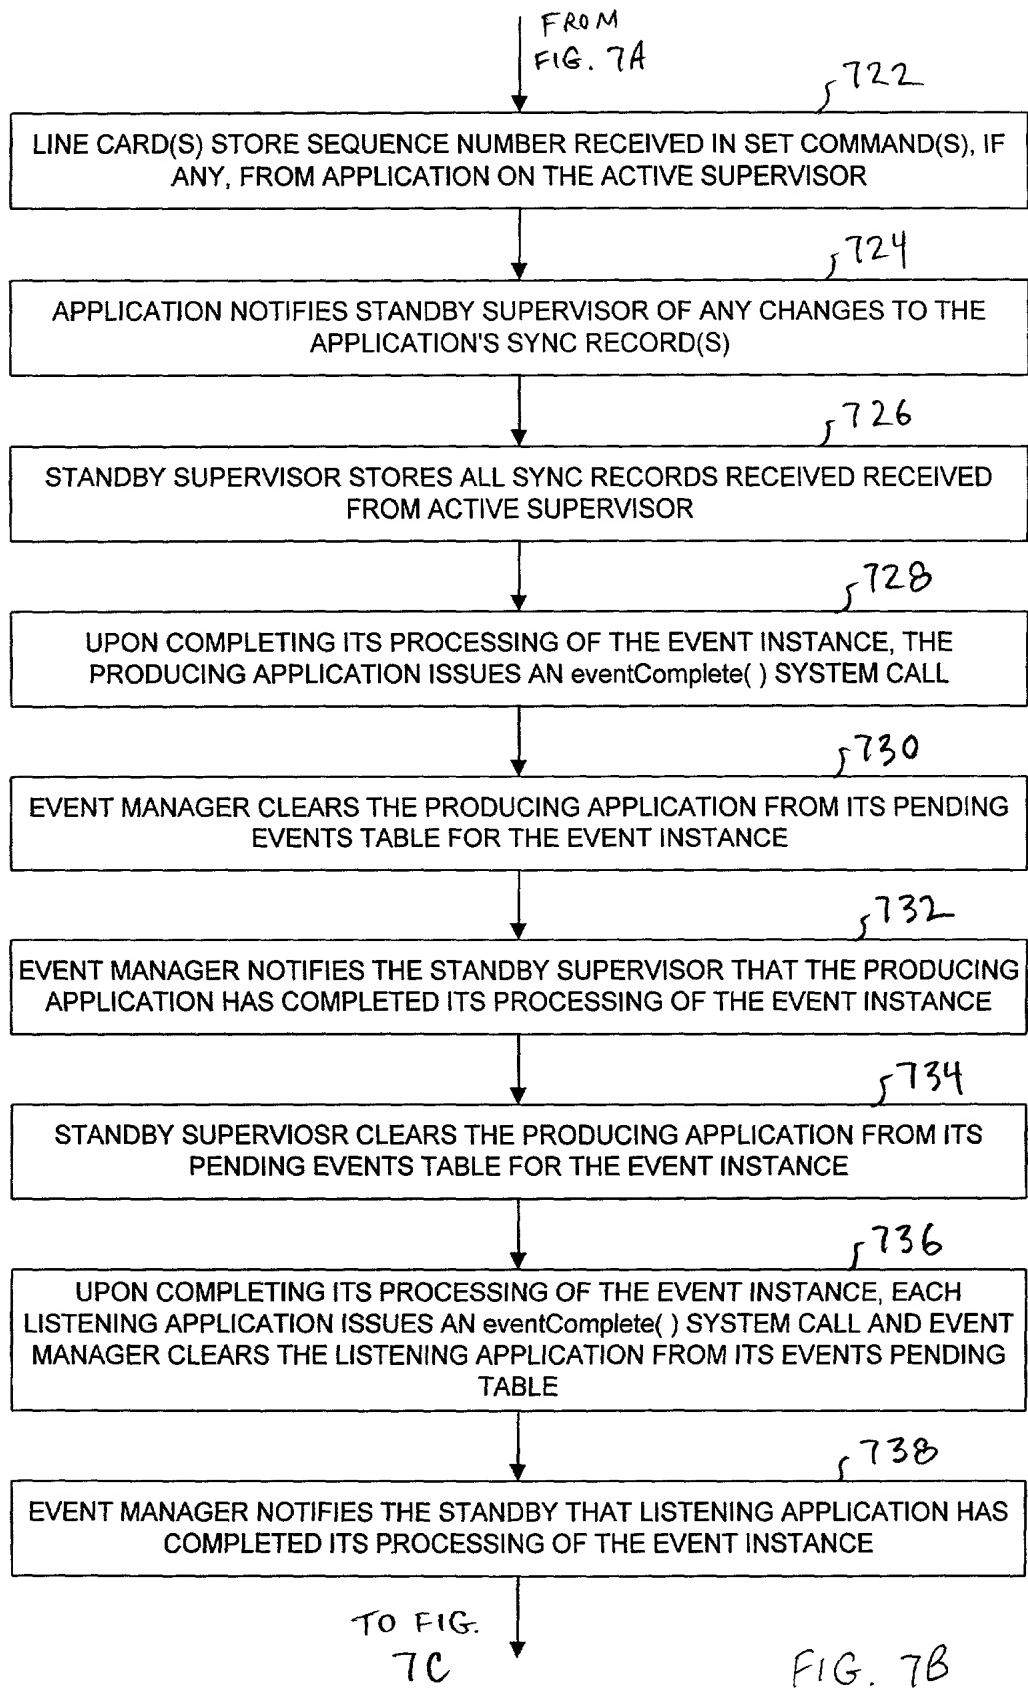 FROM
FIG. 7A
722
LINE CARD(S) STORE SEQUENCE NUMBER RECEIVED IN SET COMMAND(S), IF
ANY, FROM APPLICATION ON THE ACTIVE SUPERVISOR
724
APPLICATION NOTIFIES STANDBY SUPERVISOR OF ANY CHANGES TO THE
APPLICATION'S SYNC RECORD(S)
726
STANDBY SUPERVISOR STORES ALL SYNC RECORDS RECEIVED RECEIVED
FROM ACTIVE SUPERVISOR
728
UPON COMPLETING ITS PROCESSING OF THE EVENT INSTANCE, THE
PRODUCING APPLICATION ISSUES AN eventComplete( ) SYSTEM CALL
730
EVENT MANAGER CLEARS THE PRODUCING APPLICATION FROM ITS PENDING
EVENTS TABLE FOR THE EVENT INSTANCE
732
EVENT MANAGER NOTIFIES THE STANDBY SUPERVISOR THAT THE PRODUCING
APPLICATION HAS COMPLETED ITS PROCESSING OF THE EVENT INSTANCE
734
STANDBY SUPERVIOSR CLEARS THE PRODUCING APPLICATION FROM ITS
PENDING EVENTS TABLE FOR THE EVENT INSTANCE
736
UPON COMPLETING ITS PROCESSING OF THE EVENT INSTANCE, EACH
LISTENING APPLICATION ISSUES AN eventComplete( ) SYSTEM CALL AND EVENT
MANAGER CLEARS THE LISTENING APPLICATION FROM ITS EVENTS PENDING
TABLE
738
EVENT MANAGER NOTIFIES THE STANDBY THAT LISTENING APPLICATION HAS
COMPLETED ITS PROCESSING OF THE EVENT INSTANCE
TO FIG.
7C
FIG. 7B